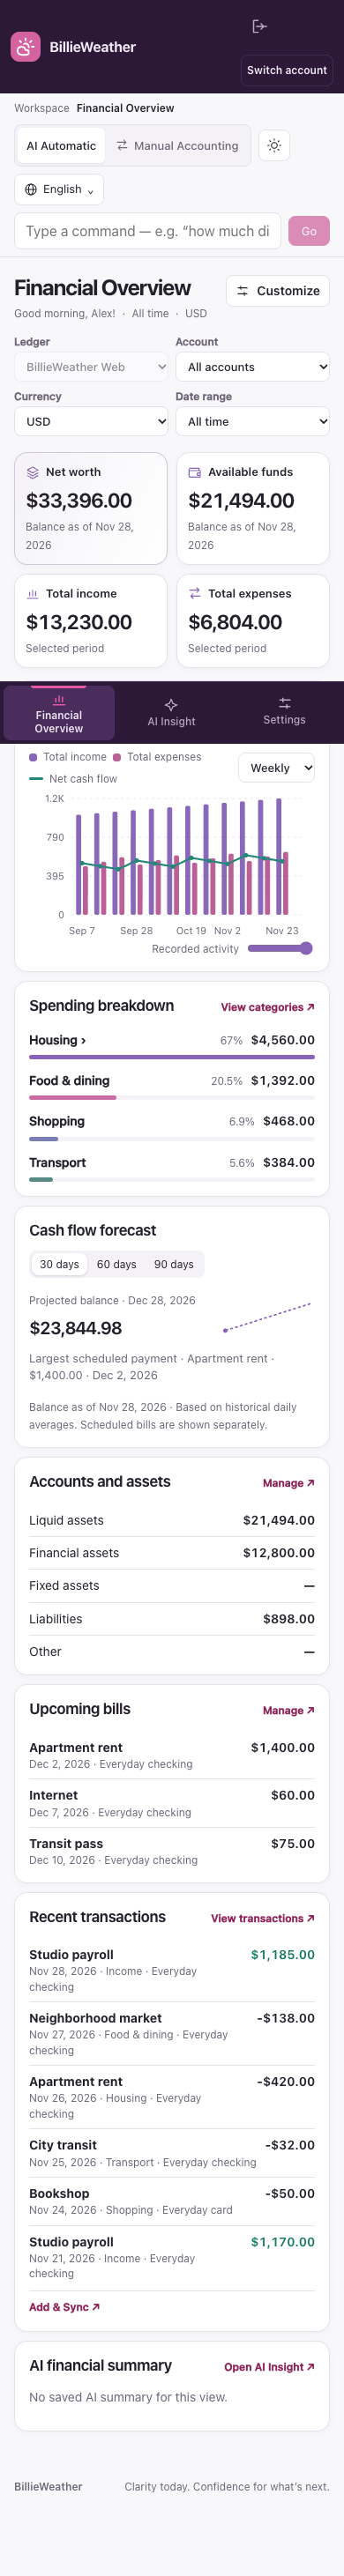 BillieWeather
Switch account
Workspace Financial Overview
AI Automatic Manual Accounting
English
Type a command — e.g. “how much di Go
Financial Overview
Customize
Good morning, Alex! · All time · USD
Ledger Account
BillieWeather Web All accounts
Currency Date range
USD All time
Net worth
$33,396.00
Balance as of Nov 28,
2026
Available funds
$21,494.00
Balance as of Nov 28,
2026
Total income
$13,230.00
Selected period
Total expenses
$6,804.00
Selected period
Financial
Overview
AI Insight
Settings
Total income Total expenses
Net cash flow
Weekly
1.2K
790
395
0
Sep 7 Sep 28 Oct 19 Nov 2 Nov 23
Recorded activity
Spending breakdown View categories ↗
Housing › 67% $4,560.00
Food & dining 20.5% $1,392.00
Shopping 6.9% $468.00
Transport 5.6% $384.00
Cash flow forecast
30 days 60 days 90 days
Projected balance · Dec 28, 2026
$23,844.98
Largest scheduled payment · Apartment rent ·
$1,400.00 · Dec 2, 2026
Balance as of Nov 28, 2026 · Based on historical daily
averages. Scheduled bills are shown separately.
Accounts and assets Manage ↗
Liquid assets $21,494.00
Financial assets $12,800.00
Fixed assets —
Liabilities $898.00
Other —
Upcoming bills Manage ↗
Apartment rent $1,400.00
Dec 2, 2026 · Everyday checking
Internet $60.00
Dec 7, 2026 · Everyday checking
Transit pass $75.00
Dec 10, 2026 · Everyday checking
Recent transactions View transactions ↗
Studio payroll $1,185.00
Nov 28, 2026 · Income · Everyday
checking
Neighborhood market -$138.00
Nov 27, 2026 · Food & dining · Everyday
checking
Apartment rent -$420.00
Nov 26, 2026 · Housing · Everyday
checking
City transit -$32.00
Nov 25, 2026 · Transport · Everyday checking
Bookshop -$50.00
Nov 24, 2026 · Shopping · Everyday card
Studio payroll $1,170.00
Nov 21, 2026 · Income · Everyday
checking
Add & Sync ↗
AI financial summary Open AI Insight ↗
No saved AI summary for this view.
BillieWeather Clarity today. Confidence for what’s next.